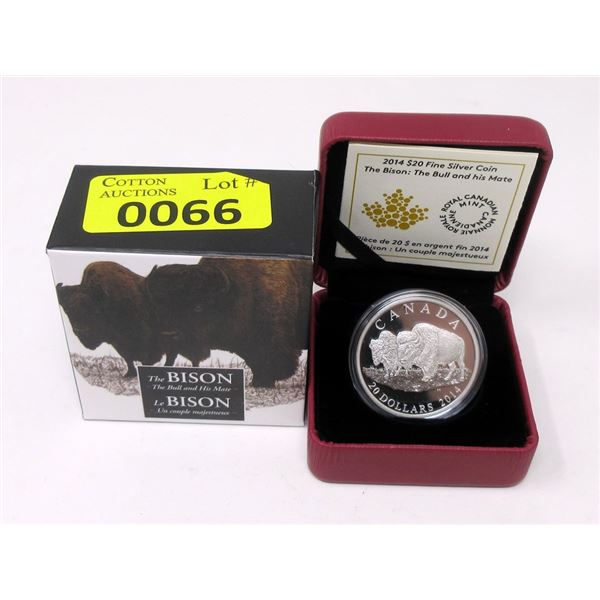 COTTON
AUCTIONS
Lot #
0066
The BISON
The Bull and His Mate
Le BISON
Un couple majestueux
2014 $20 Fine Silver Coin
The Bison: The Bull and his Mate
ROYAL CANADIAN MINT
MONNAIE ROYALE CANADIENNE
Pièce de 20 $ en argent fin 2014
Bison : Un couple majestueux
CANADA
20 DOLLARS 2014